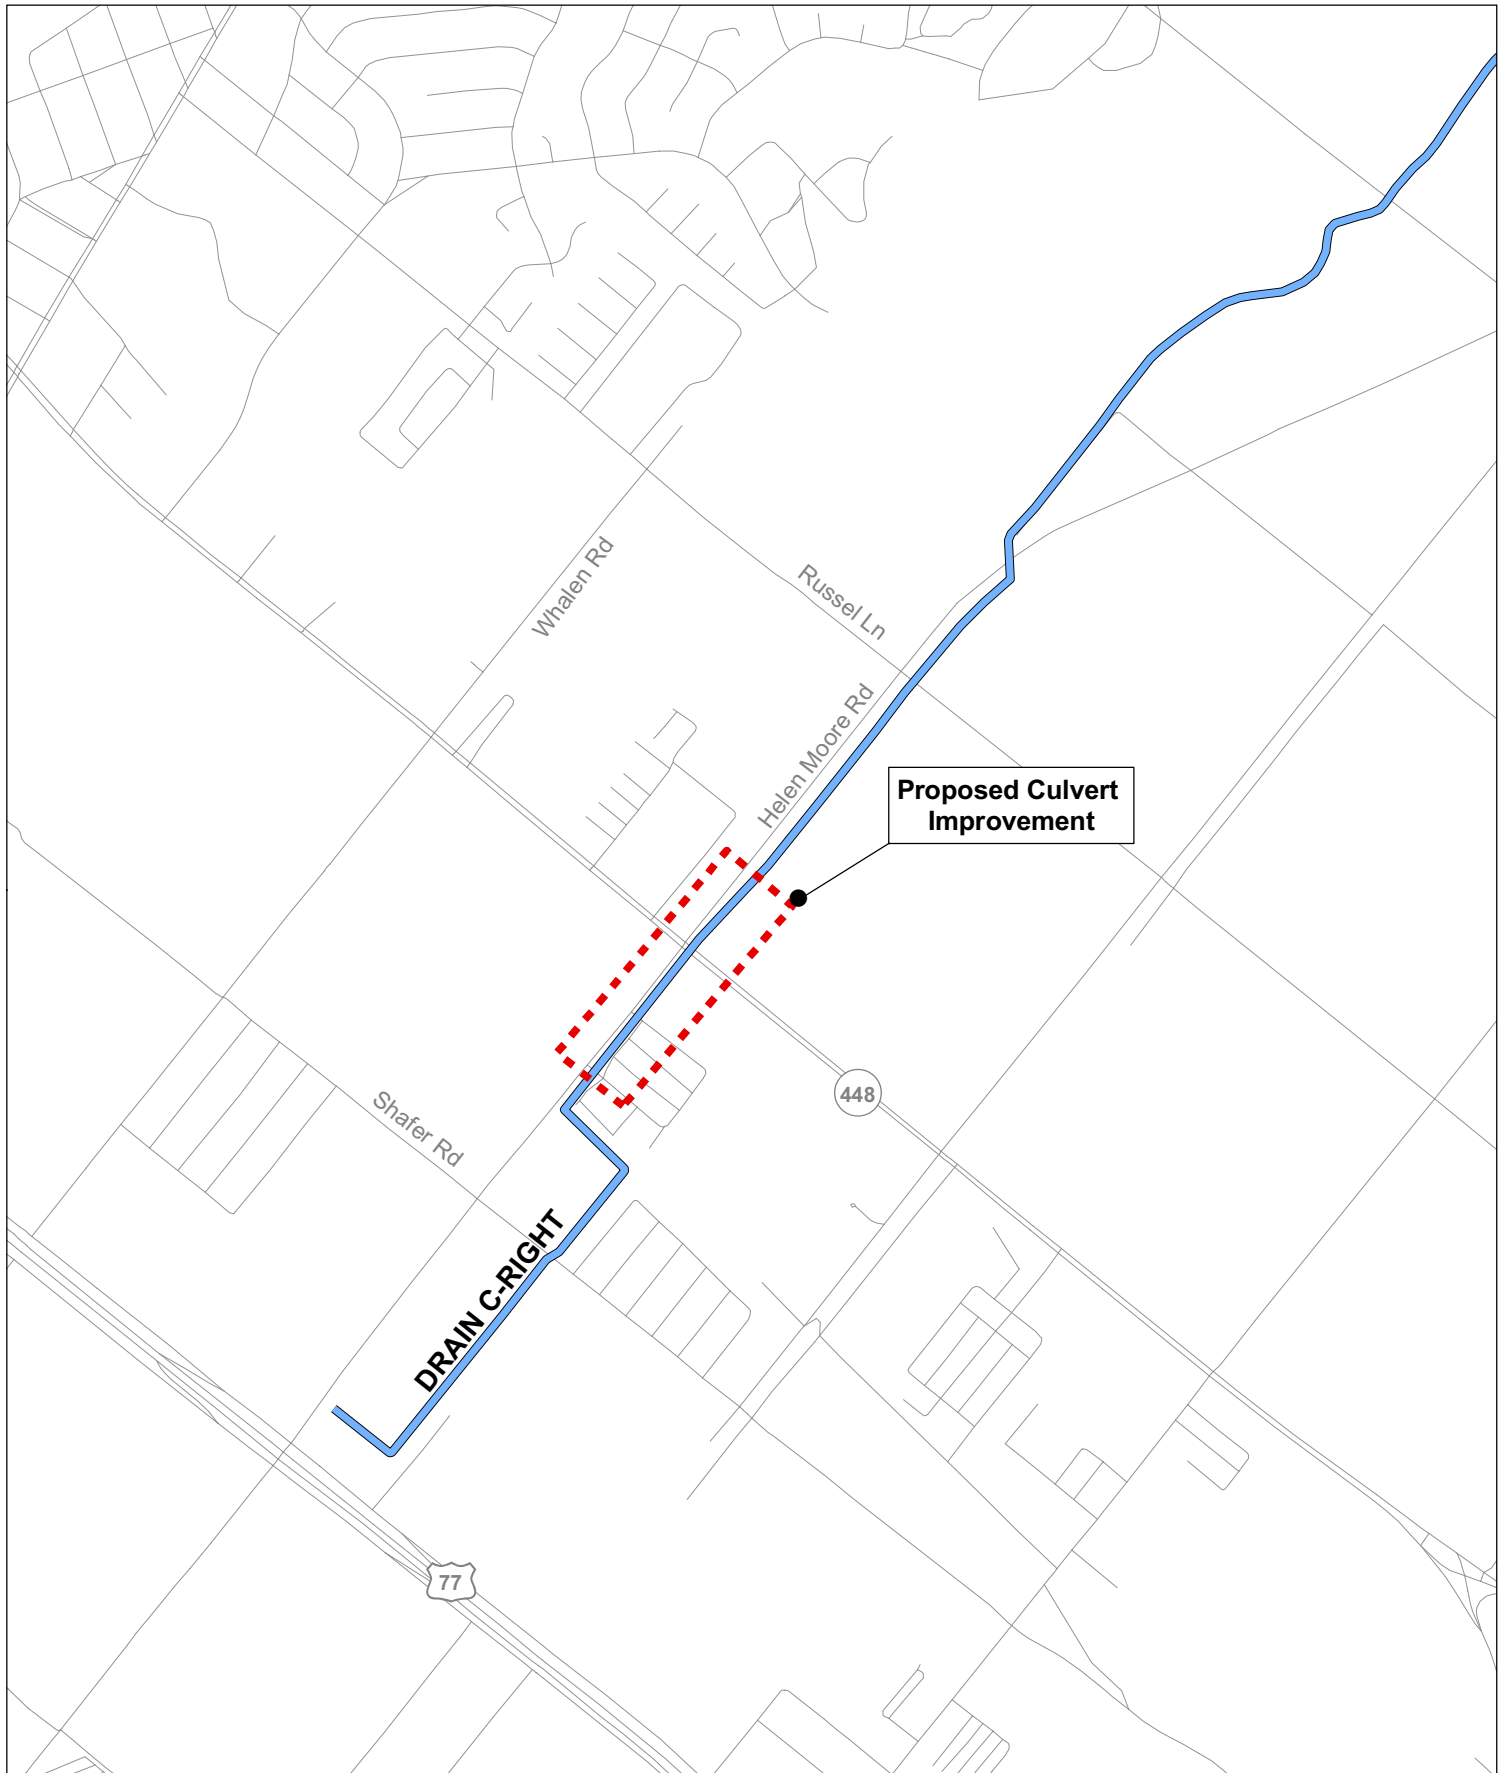 Whalen Rd
Russel Ln
Helen Moore Rd
Proposed Culvert
Improvement
448
Shafer Rd
DRAIN C-RIGHT
77